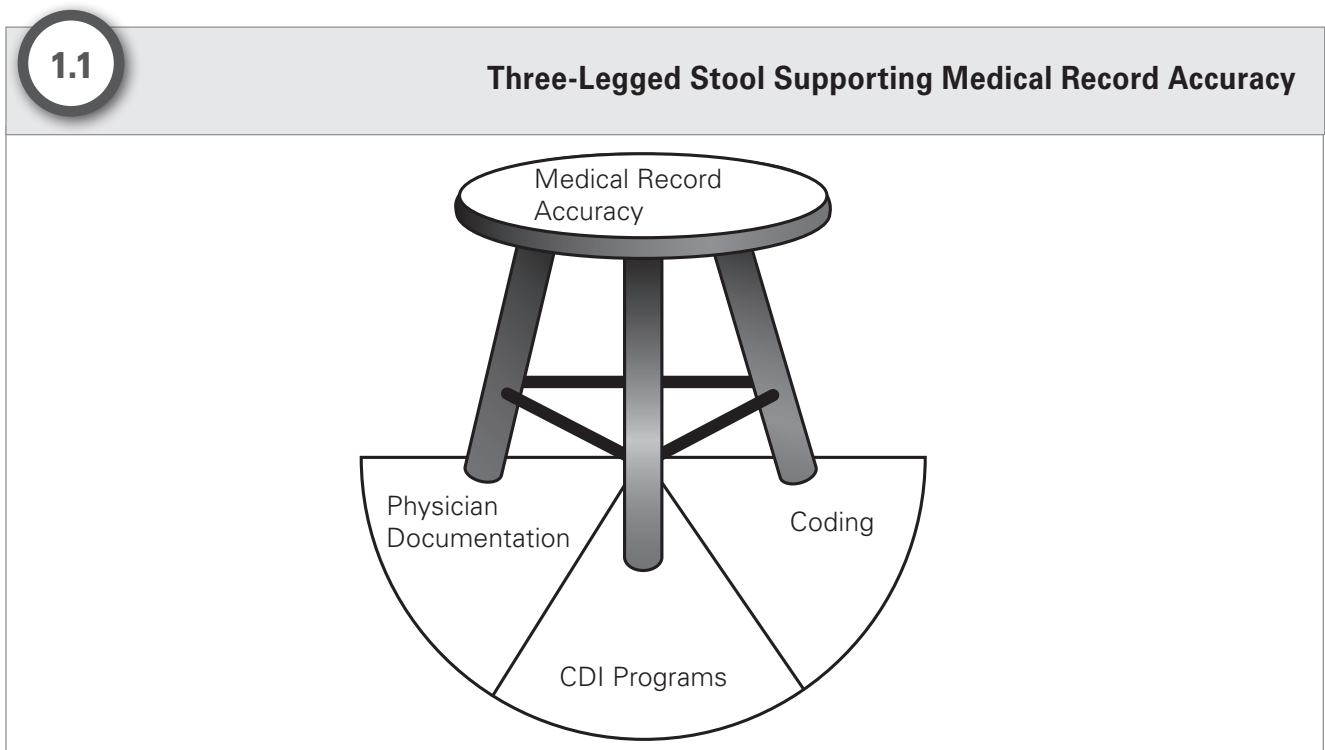 1.1
Three-Legged Stool Supporting Medical Record Accuracy
Medical Record
Accuracy
Physician
Documentation
Coding
CDI Programs